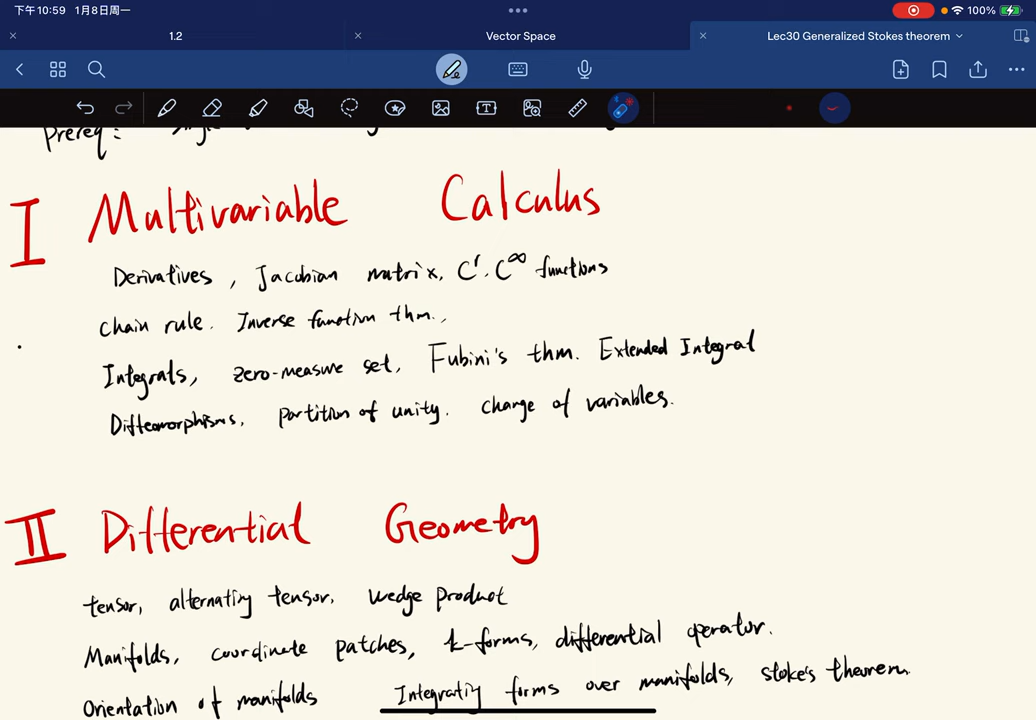 下午10:59 1月8日周一
100%
1.2
Vector Space
Lec30 Generalized Stokes theorem
Prereq:
I Multivariable Calculus
Derivatives, Jacobian matrix, C', C∞ functions
chain rule. Inverse function thm.,
Integrals, zero-measure set, Fubini's thm. Extended Integral
Diffeomorphisms, partition of unity. change of variables.
II Differential Geometry
tensor, alternating tensor. wedge product
Manifolds, coordinate patches, k-forms, differential operator.
Orientation of manifolds Integrating forms over manifolds, stoke's theorem